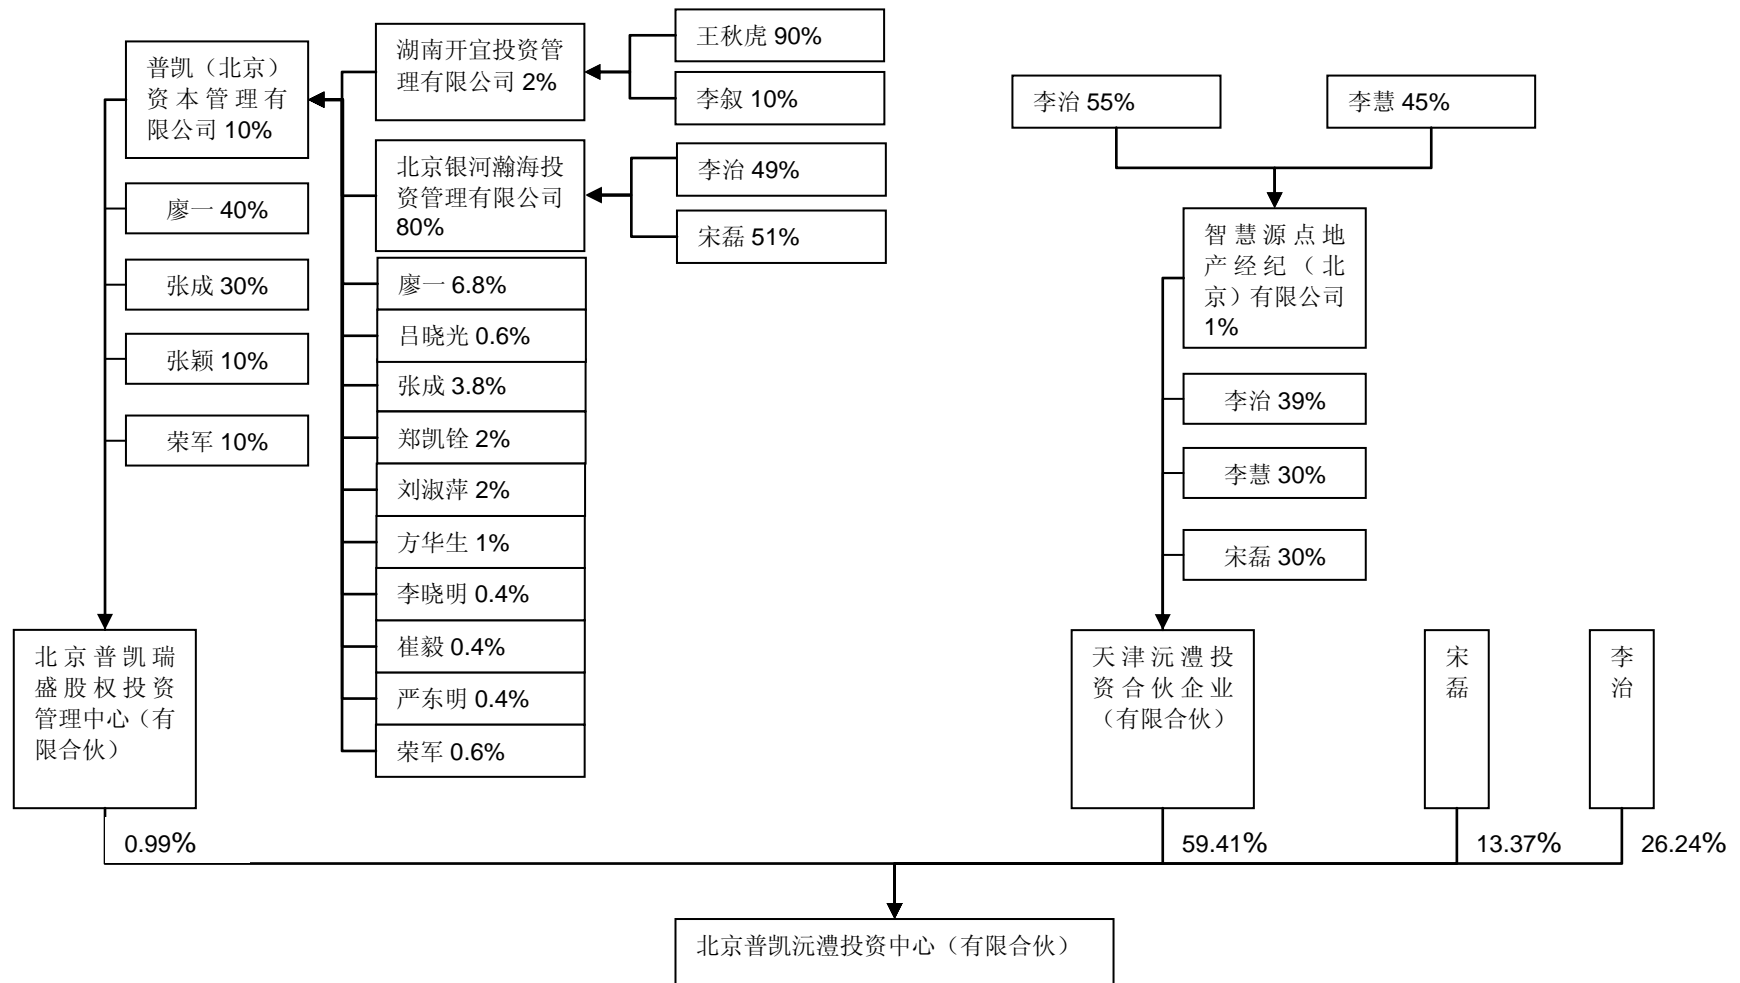 普凯（北京）
资本管理有
限公司 10%
廖一 40%
张成 30%
张颖 10%
荣军 10%
湖南开宜投资管
理有限公司 2%
北京银河瀚海投
资管理有限公司
80%
廖一 6.8%
吕晓光 0.6%
张成 3.8%
郑凯铨 2%
刘淑萍 2%
方华生 1%
李晓明 0.4%
崔毅 0.4%
严东明 0.4%
荣军 0.6%
王秋虎 90%
李叙 10%
李治 49%
宋磊 51%
李治 55%
李慧 45%
智慧源点地
产经纪（北
京）有限公司
1%
李治 39%
李慧 30%
宋磊 30%
北京普凯瑞
盛股权投资
管理中心（有
限合伙）
天津沅澧投
资合伙企业
（有限合伙）
宋
磊
李
治
0.99%
59.41%
13.37%
26.24%
北京普凯沅澧投资中心（有限合伙）